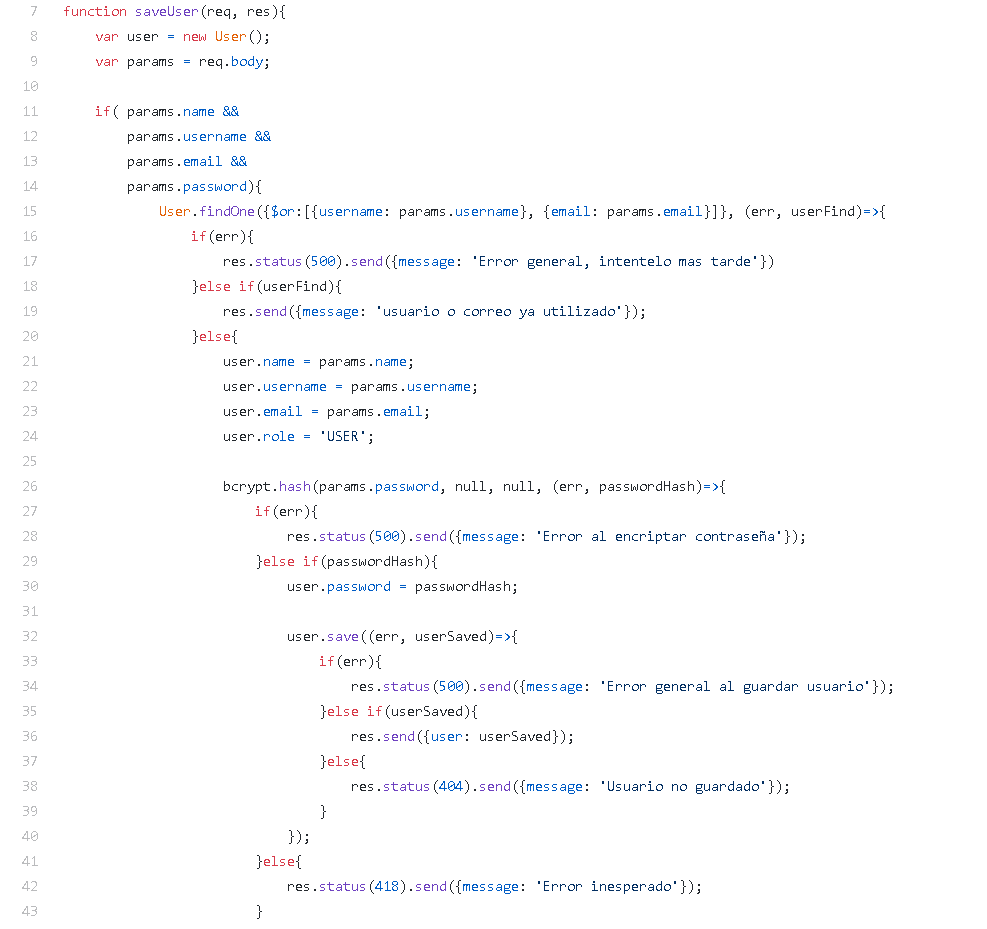 7 function saveUser(req, res){
8 var user = new User();
9 var params = req.body;
10
11 if( params.name &&
12 params.username &&
13 params.email &&
14 params.password){
15 User.findOne({$or:[{username: params.username}, {email: params.email}]}, (err, userFind)=>{
16 if(err){
17 res.status(500).send({message: 'Error general, intentelo mas tarde'})
18 }else if(userFind){
19 res.send({message: 'usuario o correo ya utilizado'});
20 }else{
21 user.name = params.name;
22 user.username = params.username;
23 user.email = params.email;
24 user.role = 'USER';
25
26 bcrypt.hash(params.password, null, null, (err, passwordHash)=>{
27 if(err){
28 res.status(500).send({message: 'Error al encriptar contraseña'});
29 }else if(passwordHash){
30 user.password = passwordHash;
31
32 user.save((err, userSaved)=>{
33 if(err){
34 res.status(500).send({message: 'Error general al guardar usuario'});
35 }else if(userSaved){
36 res.send({user: userSaved});
37 }else{
38 res.status(404).send({message: 'Usuario no guardado'});
39 }
40 });
41 }else{
42 res.status(418).send({message: 'Error inesperado'});
43 }